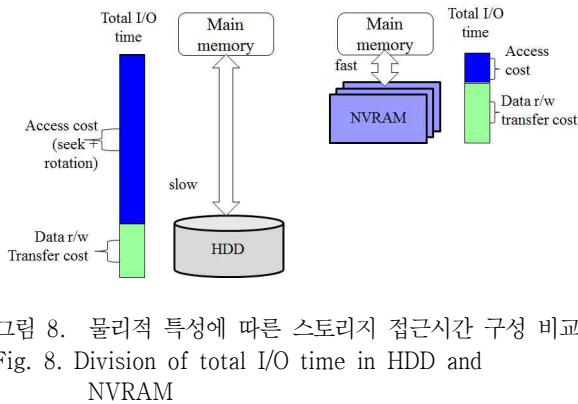 Total I/O
time
Main
memory
Access cost
(seek +
rotation)
slow
Data r/w
Transfer cost
HDD
Main
memory
fast
NVRAM
Total I/O
time
Access
cost
Data r/w
transfer cost
그림 8. 물리적 특성에 따른 스토리지 접근시간 구성 비교
Fig. 8. Division of total I/O time in HDD and
NVRAM